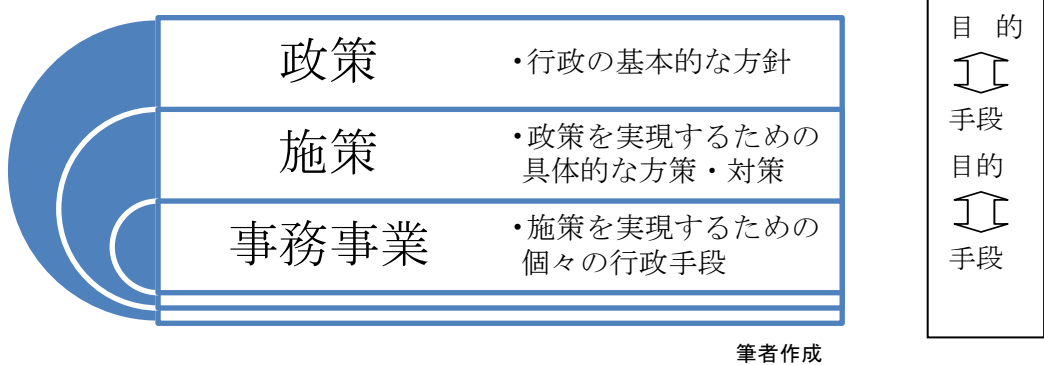 政策
・行政の基本的な方針
施策
・政策を実現するための
具体的な方策・対策
事務事業
・施策を実現するための
個々の行政手段
筆者作成
目 的
手段
目的
手段